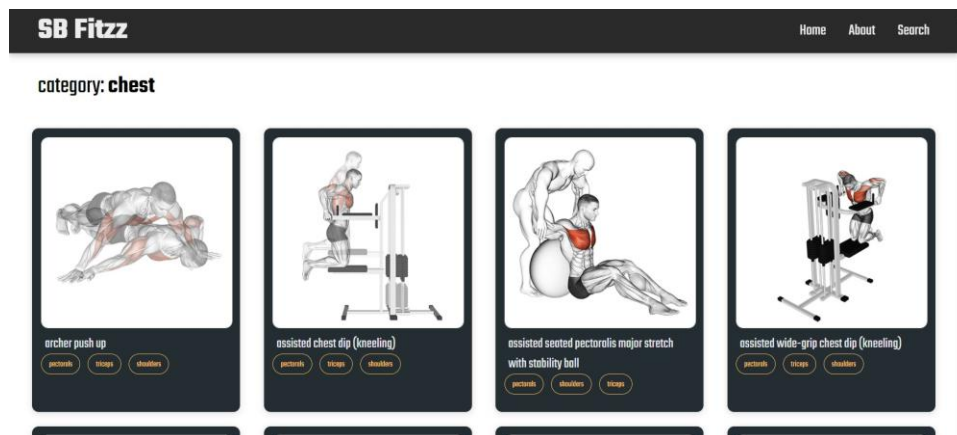 SB Fitzz
Home About Search
category: chest
archer push up
pectorals triceps shoulders
assisted chest dip (kneeling)
pectorals triceps shoulders
assisted seated pectoralis major stretch
with stability ball
pectorals shoulders triceps
assisted wide-grip chest dip (kneeling)
pectorals triceps shoulders